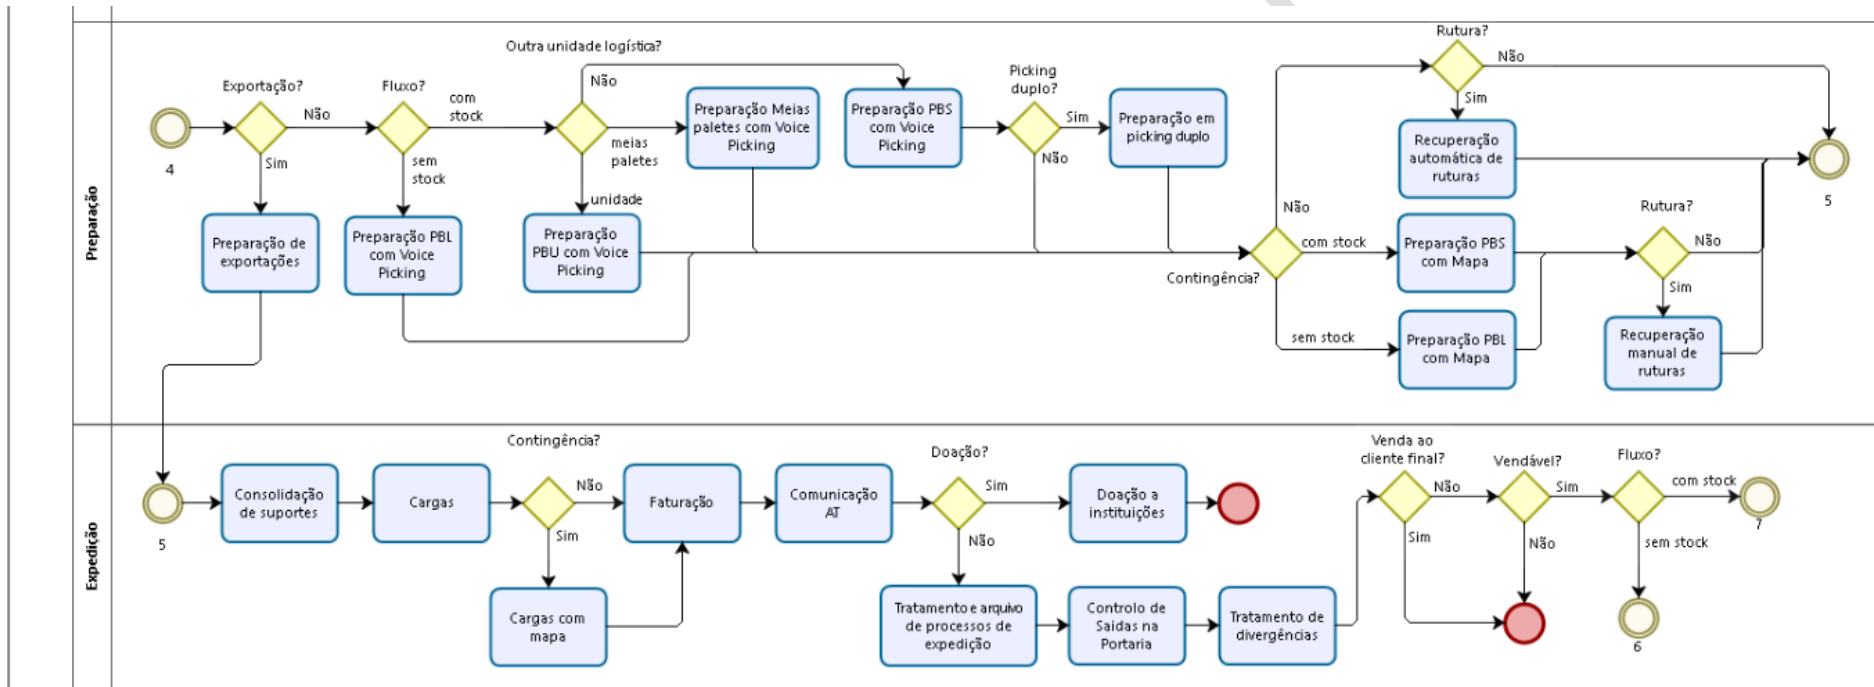 Preparação
Outra unidade logística?
Exportação?
Fluxo?
Não
com
stock
Não
meias
paletes
unidade
sem
stock
Sim
4
Preparação Meias
paletes com Voice
Picking
Preparação PBS
com Voice
Picking
Picking
duplo?
Sim
Não
Preparação em
picking duplo
Preparação de
exportações
Preparação PBL
com Voice
Picking
Preparação
PBU com Voice
Picking
Contingência?
Não
com stock
sem stock
Rutura?
Não
Sim
Recuperação
automática de
ruturas
Preparação PBS
com Mapa
Preparação PBL
com Mapa
Rutura?
Não
Sim
Recuperação
manual de
ruturas
5
Expedição
5
Consolidação
de suportes
Cargas
Contingência?
Não
Sim
Cargas com
mapa
Faturação
Comunicação
AT
Doação?
Sim
Não
Doação a
instituições
Tratamento e arquivo
de processos de
expedição
Controlo de
Saidas na
Portaria
Tratamento de
divergências
Venda ao
cliente final?
Não
Sim
Vendável?
Sim
Não
Fluxo?
com stock
sem stock
7
6